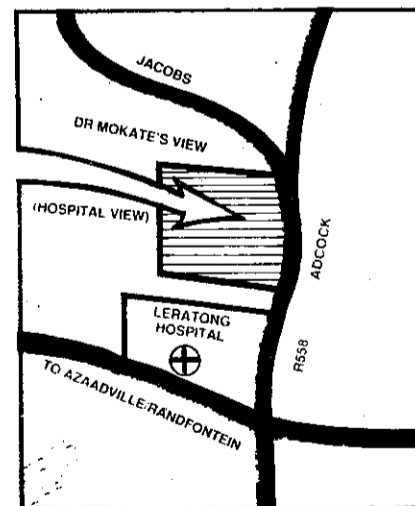 JACOBS
DR MOKATE'S VIEW
(HOSPITAL VIEW)
ADCOCK
LERATONG
HOSPITAL
R558
TO AZAADVILLE/RANDFONTEIN